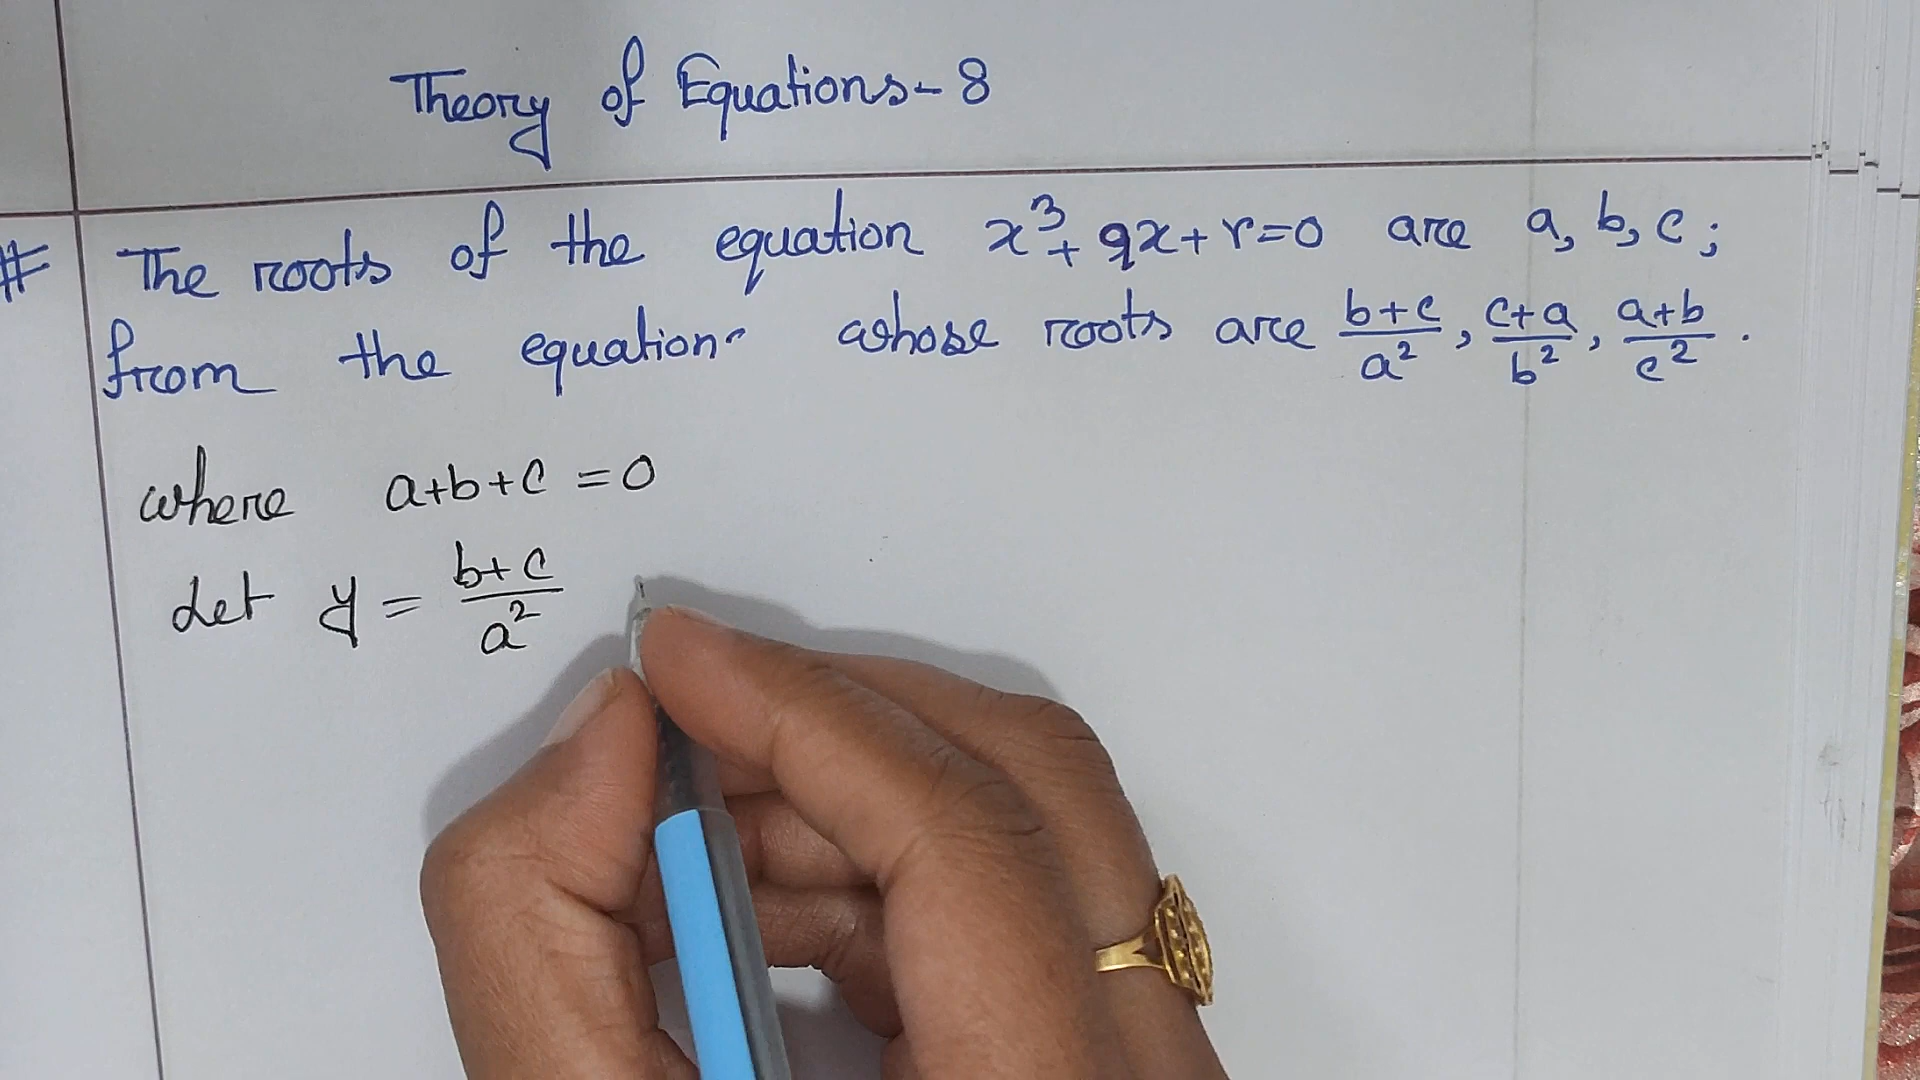 Theory of Equations - 8
# The roots of the equation x³ + qx + r = 0 are a, b, c;
from the equation whose roots are (b+c)/a², (c+a)/b², (a+b)/c².
where a+b+c = 0
Let y = (b+c)/a²